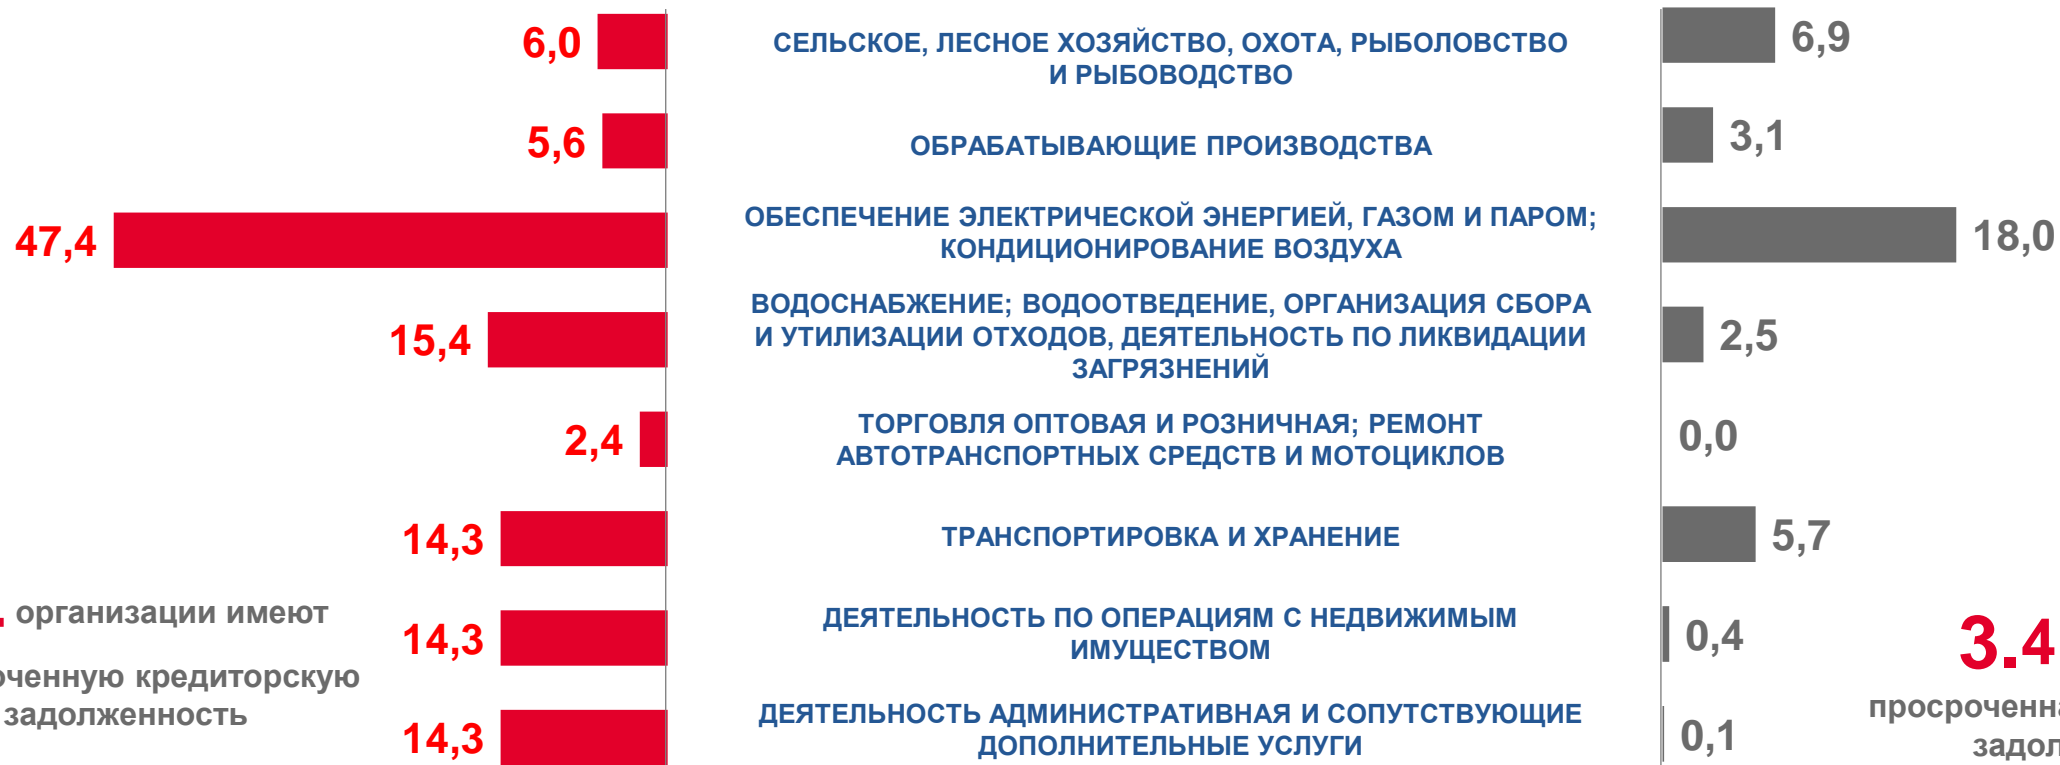 6,0
СЕЛЬСКОЕ, ЛЕСНОЕ ХОЗЯЙСТВО, ОХОТА, РЫБОЛОВСТВО
И РЫБОВОДСТВО
6,9
5,6
ОБРАБАТЫВАЮЩИЕ ПРОИЗВОДСТВА
3,1
47,4
ОБЕСПЕЧЕНИЕ ЭЛЕКТРИЧЕСКОЙ ЭНЕРГИЕЙ, ГАЗОМ И ПАРОМ;
КОНДИЦИОНИРОВАНИЕ ВОЗДУХА
18,0
15,4
ВОДОСНАБЖЕНИЕ; ВОДООТВЕДЕНИЕ, ОРГАНИЗАЦИЯ СБОРА
И УТИЛИЗАЦИИ ОТХОДОВ, ДЕЯТЕЛЬНОСТЬ ПО ЛИКВИДАЦИИ
ЗАГРЯЗНЕНИЙ
2,5
2,4
ТОРГОВЛЯ ОПТОВАЯ И РОЗНИЧНАЯ; РЕМОНТ
АВТОТРАНСПОРТНЫХ СРЕДСТВ И МОТОЦИКЛОВ
0,0
14,3
ТРАНСПОРТИРОВКА И ХРАНЕНИЕ
5,7
14,3
ДЕЯТЕЛЬНОСТЬ ПО ОПЕРАЦИЯМ С НЕДВИЖИМЫМ
ИМУЩЕСТВОМ
0,4
14,3
ДЕЯТЕЛЬНОСТЬ АДМИНИСТРАТИВНАЯ И СОПУТСТВУЮЩИЕ
ДОПОЛНИТЕЛЬНЫЕ УСЛУГИ
0,1
организации имеют
кредиторскую
задолженность
3.4